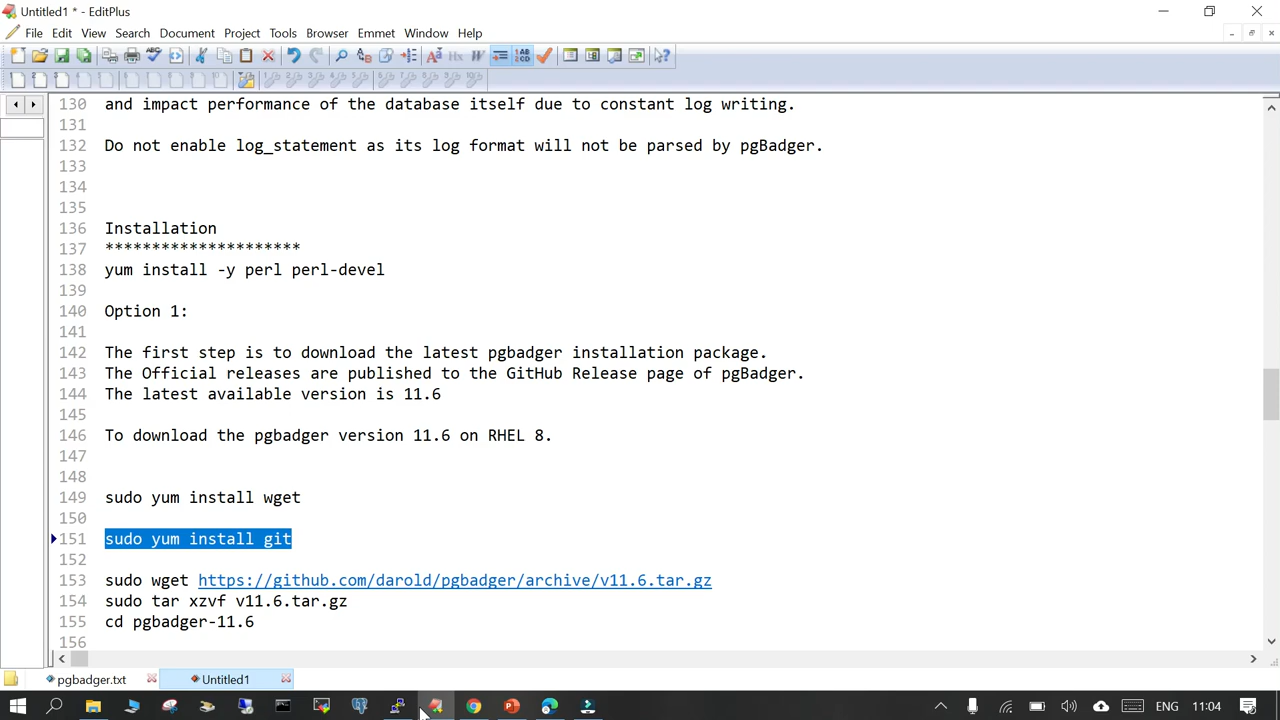 Untitled1 * - EditPlus
File Edit View Search Document Project Tools Browser Emmet Window Help
130 and impact performance of the database itself due to constant log writing.
131
132 Do not enable log_statement as its log format will not be parsed by pgBadger.
133
134
135
136 Installation
137 *********************
138 yum install -y perl perl-devel
139
140 Option 1:
141
142 The first step is to download the latest pgbadger installation package.
143 The Official releases are published to the GitHub Release page of pgBadger.
144 The latest available version is 11.6
145
146 To download the pgbadger version 11.6 on RHEL 8.
147
148
149 sudo yum install wget
150
151 sudo yum install git
152
153 sudo wget https://github.com/darold/pgbadger/archive/v11.6.tar.gz
154 sudo tar xzvf v11.6.tar.gz
155 cd pgbadger-11.6
156
pgbadger.txt Untitled1
ENG 11:04